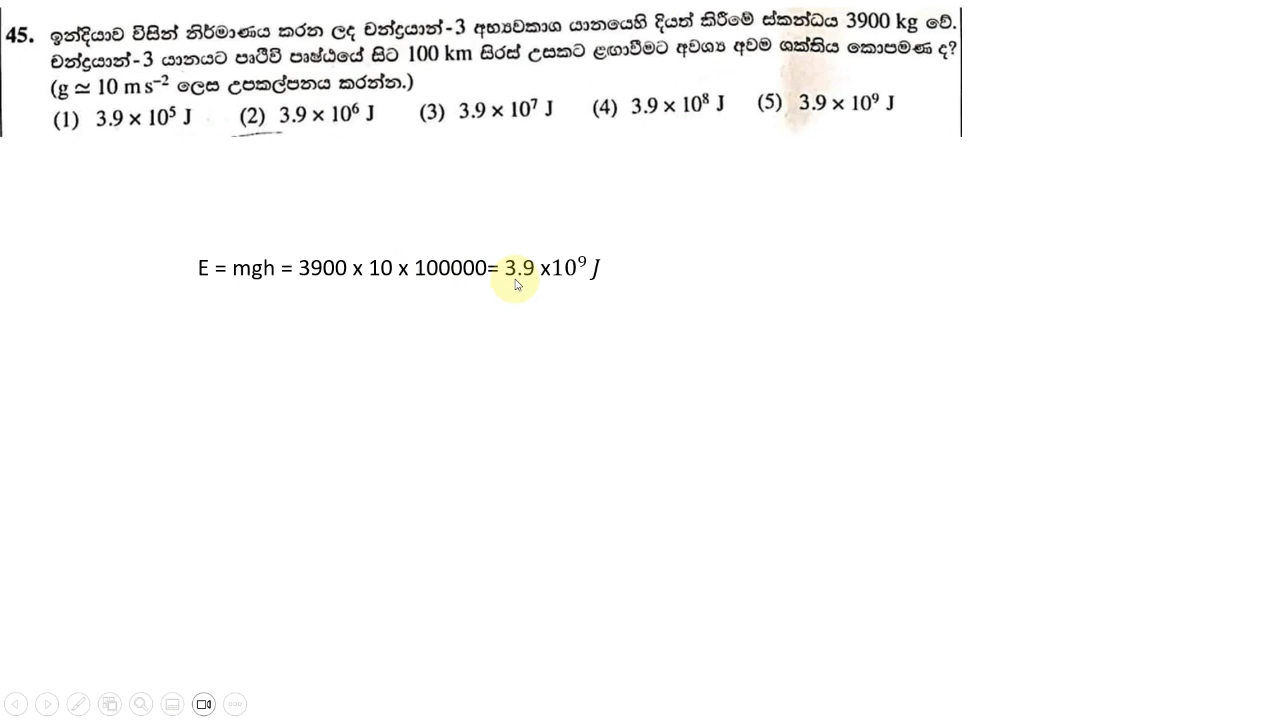 45. ඉන්දියාව විසින් නිර්මාණය කරන ලද චන්ද්‍රයාන්-3 අභ්‍යවකාශ යානයෙහි දියත් කිරීමේ ස්කන්ධය 3900 kg වේ.
චන්ද්‍රයාන්-3 යානයට පෘථිවි පෘෂ්ඨයේ සිට 100 km සිරස් උසකට ළඟාවීමට අවශ්‍ය අවම ශක්තිය කොපමණ ද?
(g ≃ 10 m s⁻² ලෙස උපකල්පනය කරන්න.)
(1) 3.9 × 10⁵ J (2) 3.9 × 10⁶ J (3) 3.9 × 10⁷ J (4) 3.9 × 10⁸ J (5) 3.9 × 10⁹ J
E = mgh = 3900 x 10 x 100000= 3.9 x10⁹ J